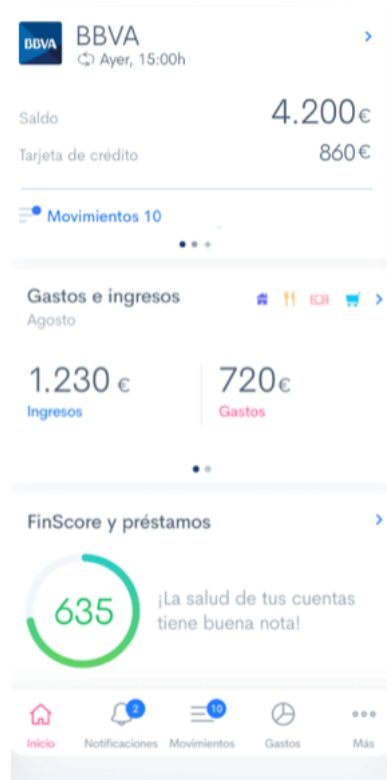 BBVA BBVA
Ayer, 15:00h
Saldo 4.200€
Tarjeta de crédito 860€
Movimientos 10
Gastos e ingresos
Agosto
1.230 € 720€
Ingresos Gastos
FinScore y préstamos
635
¡La salud de tus cuentas
tiene buena nota!
2 10
Inicio Notificaciones Movimientos Gastos Más